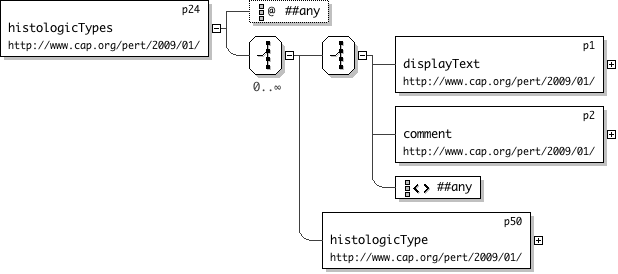 p24
histologicTypes
http://www.cap.org/pert/2009/01/
@ ##any
0..∞
p1
displayText
http://www.cap.org/pert/2009/01/
p2
comment
http://www.cap.org/pert/2009/01/
<> ##any
p50
histologicType
http://www.cap.org/pert/2009/01/